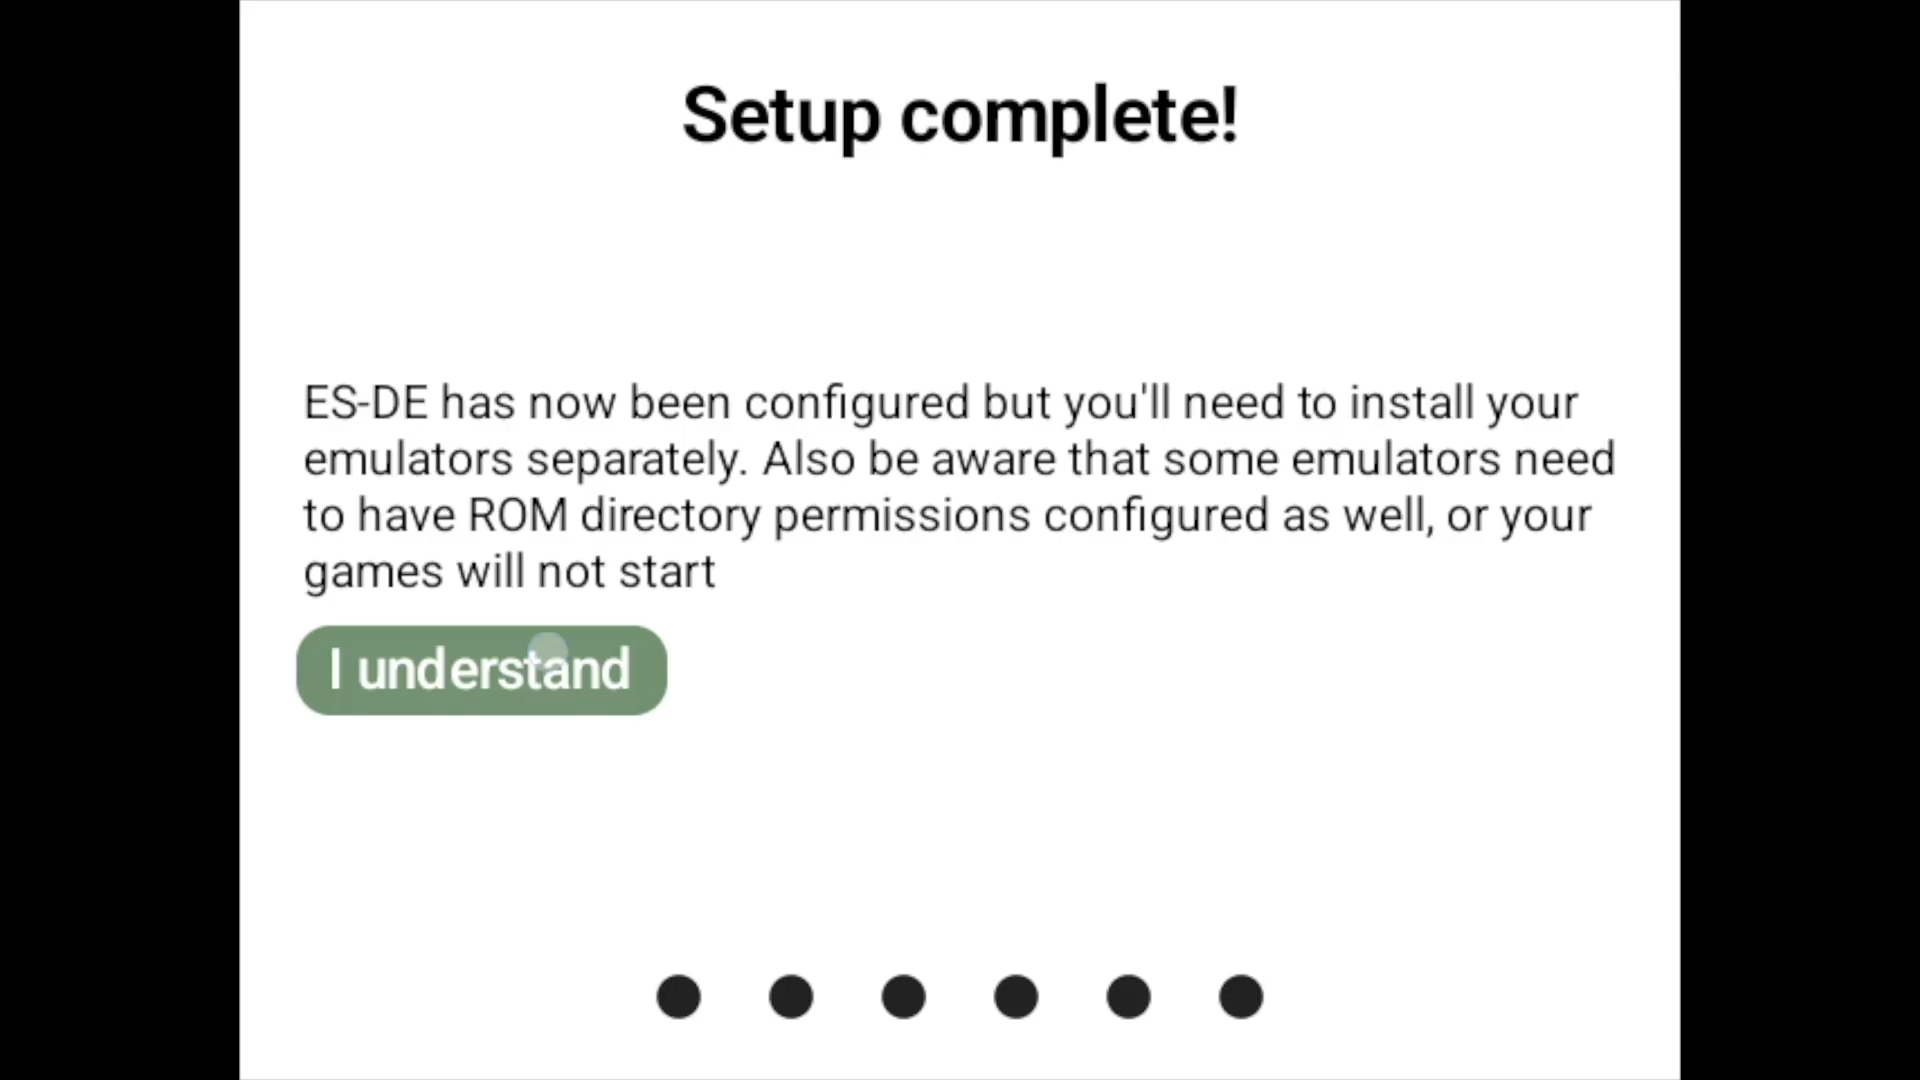 Setup complete!
ES-DE has now been configured but you'll need to install your
emulators separately. Also be aware that some emulators need
to have ROM directory permissions configured as well, or your
games will not start
I understand